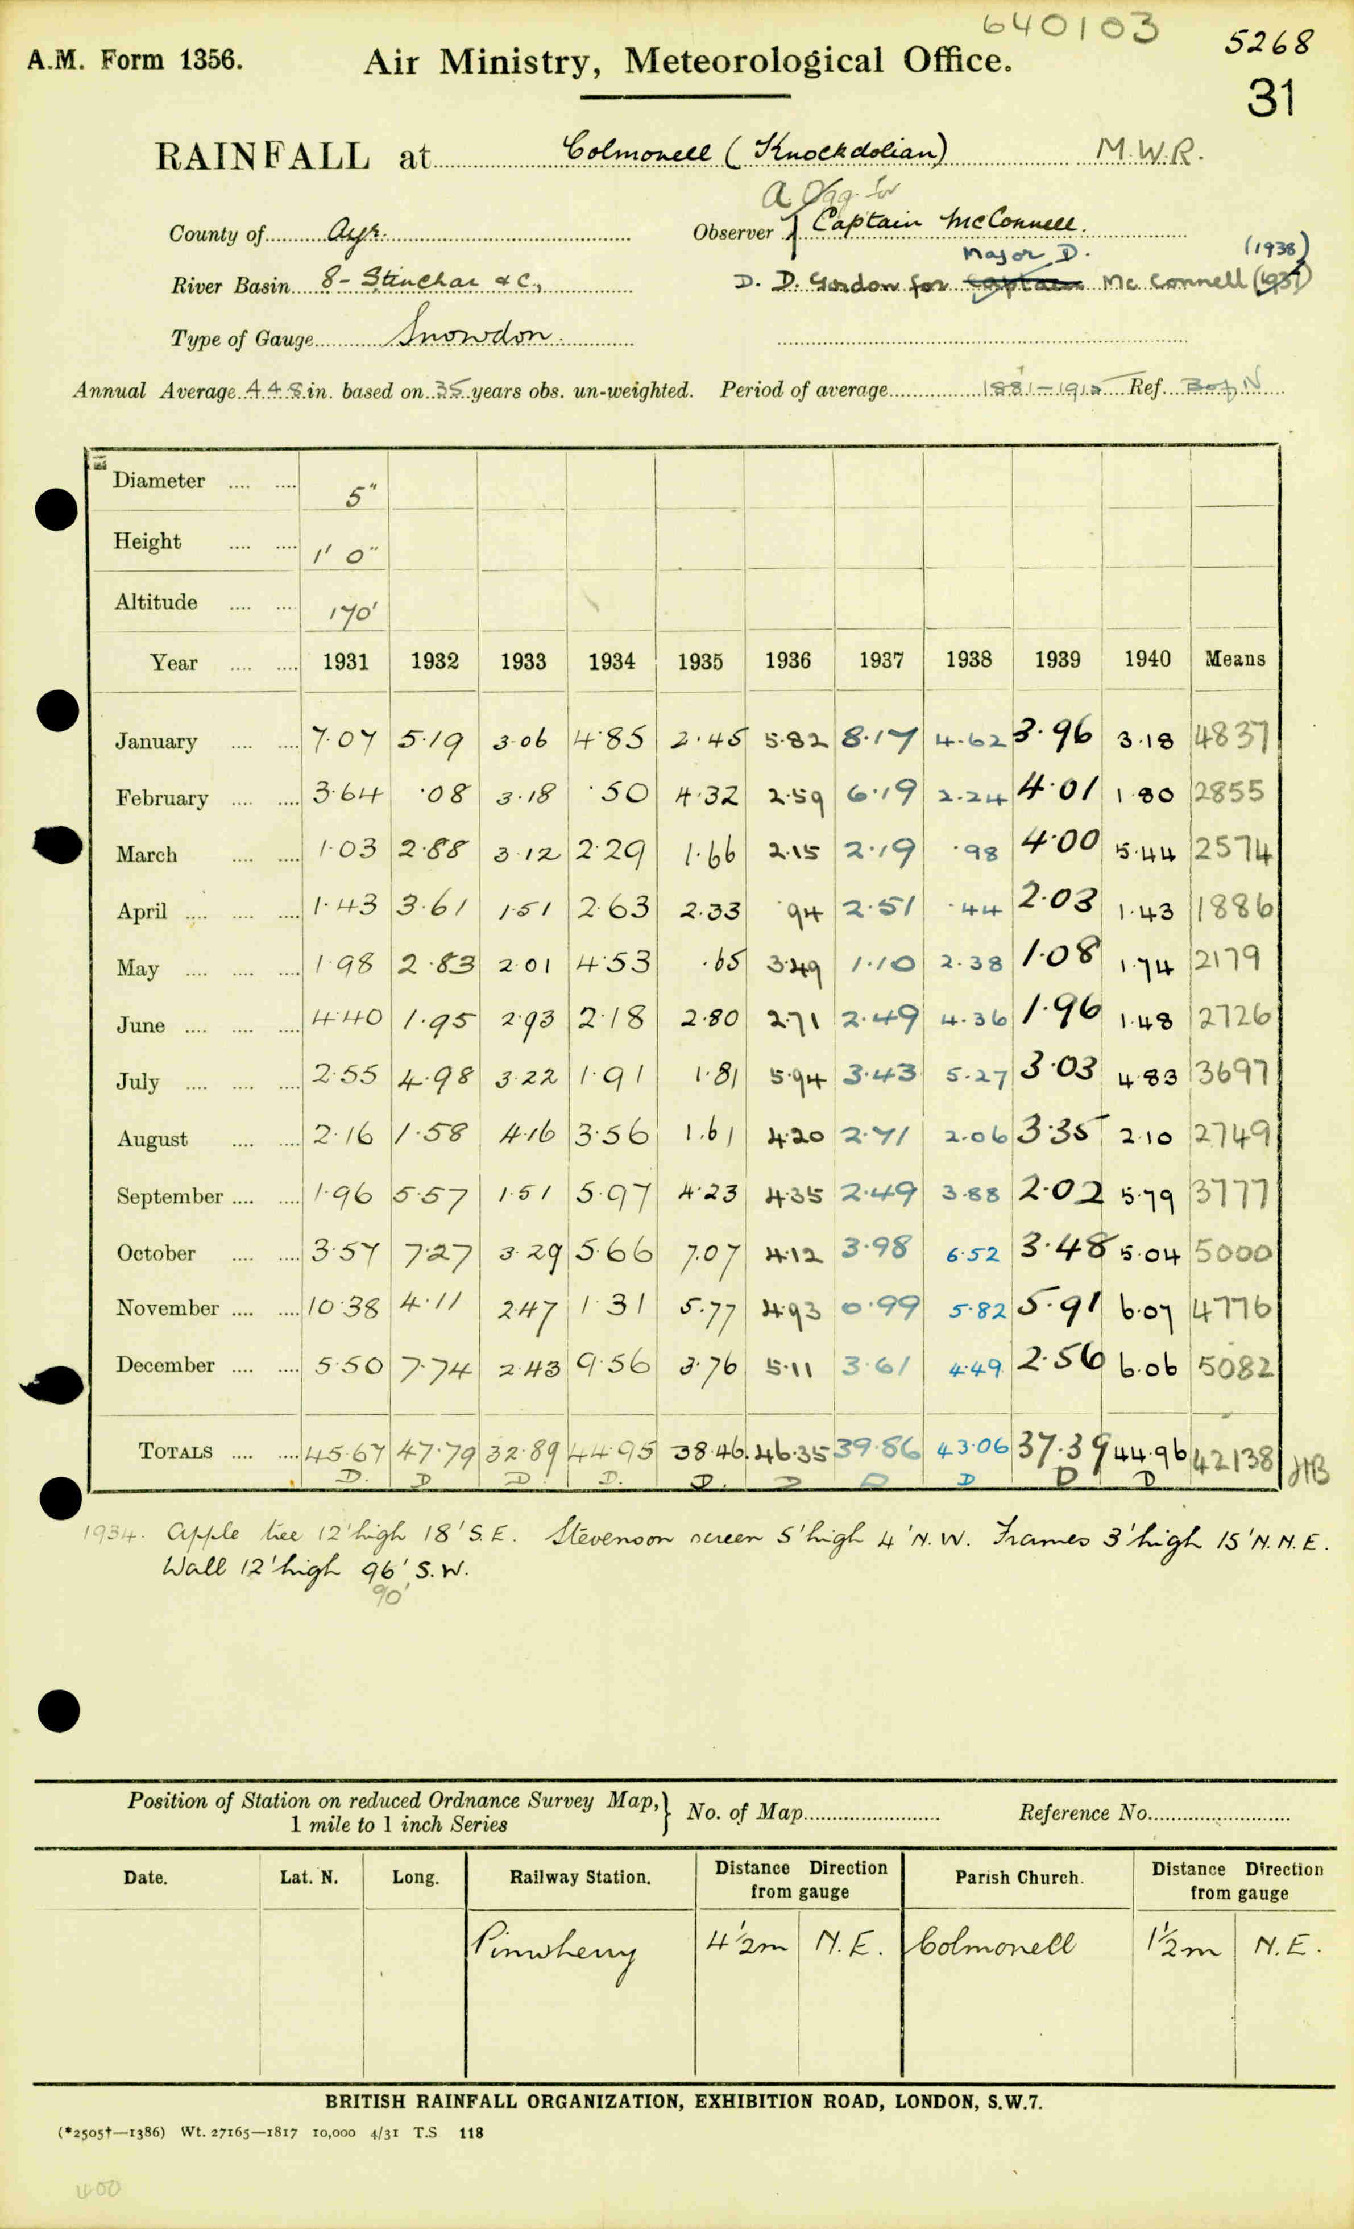 640103
5268
A.M. Form 1356. Air Ministry, Meteorological Office.
31
RAINFALL at Colmonell (Knockdolian) M.W.R.
A Ogg for
County of Ayr. Observer Captain McConnell.
Major D. (1938)
River Basin 8 - Stinchar & C, D. D. Gordon for Captain McConnell (1937)
Type of Gauge Snowdon
Annual Average 44.8 in. based on 35 years obs. un-weighted. Period of average 1881-1915 Ref. B of N
Diameter .... .... 5"
Height .... .... 1' 0"
Altitude .... .... 170'
Year .... .... 1931 1932 1933 1934 1935 1936 1937 1938 1939 1940 Means
January .... .... 7.07 5.19 3.06 4.85 2.45 5.82 8.17 4.62 3.96 3.18 4837
February .... .... 3.64 .08 3.18 .50 4.32 2.59 6.19 2.24 4.01 1.80 2855
March .... .... 1.03 2.88 3.12 2.29 1.66 2.15 2.19 .98 4.00 5.44 2574
April .... .... .... 1.43 3.61 1.51 2.63 2.33 .94 2.51 .44 2.03 1.43 1886
May .... .... .... 1.98 2.83 2.01 4.53 .65 3.49 1.10 2.38 1.08 1.74 2179
June .... .... .... 4.40 1.95 2.93 2.18 2.80 2.71 2.49 4.36 1.96 1.48 2726
July .... .... .... 2.55 4.98 3.22 1.91 1.81 5.94 3.43 5.27 3.03 4.83 3697
August .... .... 2.16 1.58 4.16 3.56 1.61 4.20 2.71 2.06 3.35 2.10 2749
September .... .... 1.96 5.57 1.51 5.97 4.23 4.35 2.49 3.88 2.02 5.79 3777
October .... .... 3.57 7.27 3.29 5.66 7.07 4.12 3.98 6.52 3.48 5.04 5000
November .... .... 10.38 4.11 2.47 1.31 5.77 4.93 0.99 5.82 5.91 6.07 4776
December .... .... 5.50 7.74 2.43 9.56 3.76 5.11 3.61 4.49 2.56 6.06 5082
TOTALS .... .... 45.67 47.79 32.89 44.95 38.46 46.35 39.86 43.06 37.39 44.96 42138 JHB
D. D D. D. D. D D D D D
1934. Apple tree 12' high 18' S.E. Stevenson screen 5' high 4' N.W. Frames 3' high 15' N.N.E.
Wall 12' high 96' S.W.
90'
Position of Station on reduced Ordnance Survey Map, 1 mile to 1 inch Series } No. of Map Reference No.
Date. Lat. N. Long. Railway Station. Distance Direction from gauge Parish Church. Distance Direction from gauge
Pinwherry 4½m N.E. Colmonell 1½m N.E.
BRITISH RAINFALL ORGANIZATION, EXHIBITION ROAD, LONDON, S.W.7.
(*2505†—1386) Wt. 27165—1817 10,000 4/31 T.S 118
400